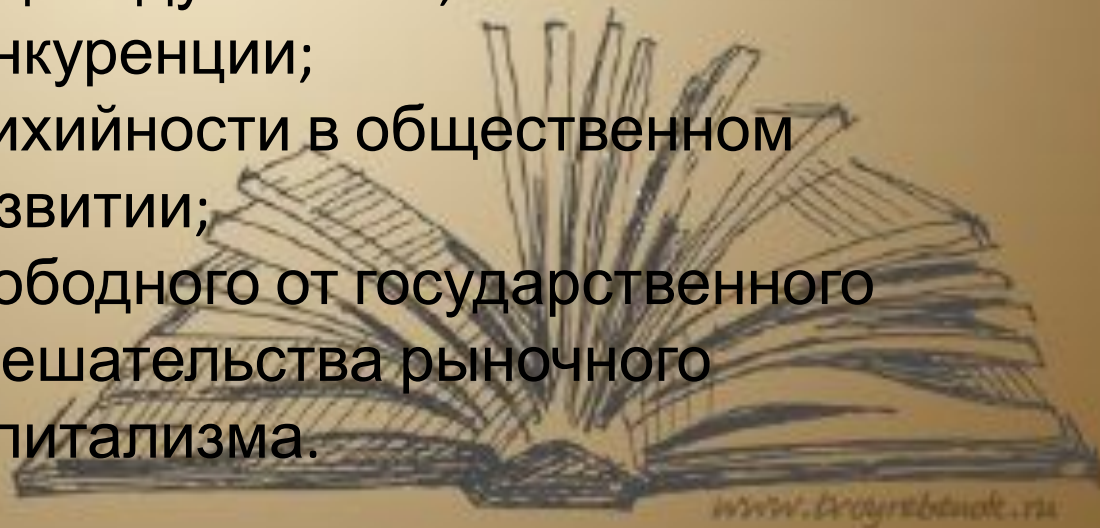 нкуренции;
ихийности в общественном
звитии;
ободного от государственного
ешательства рыночного
питализма.